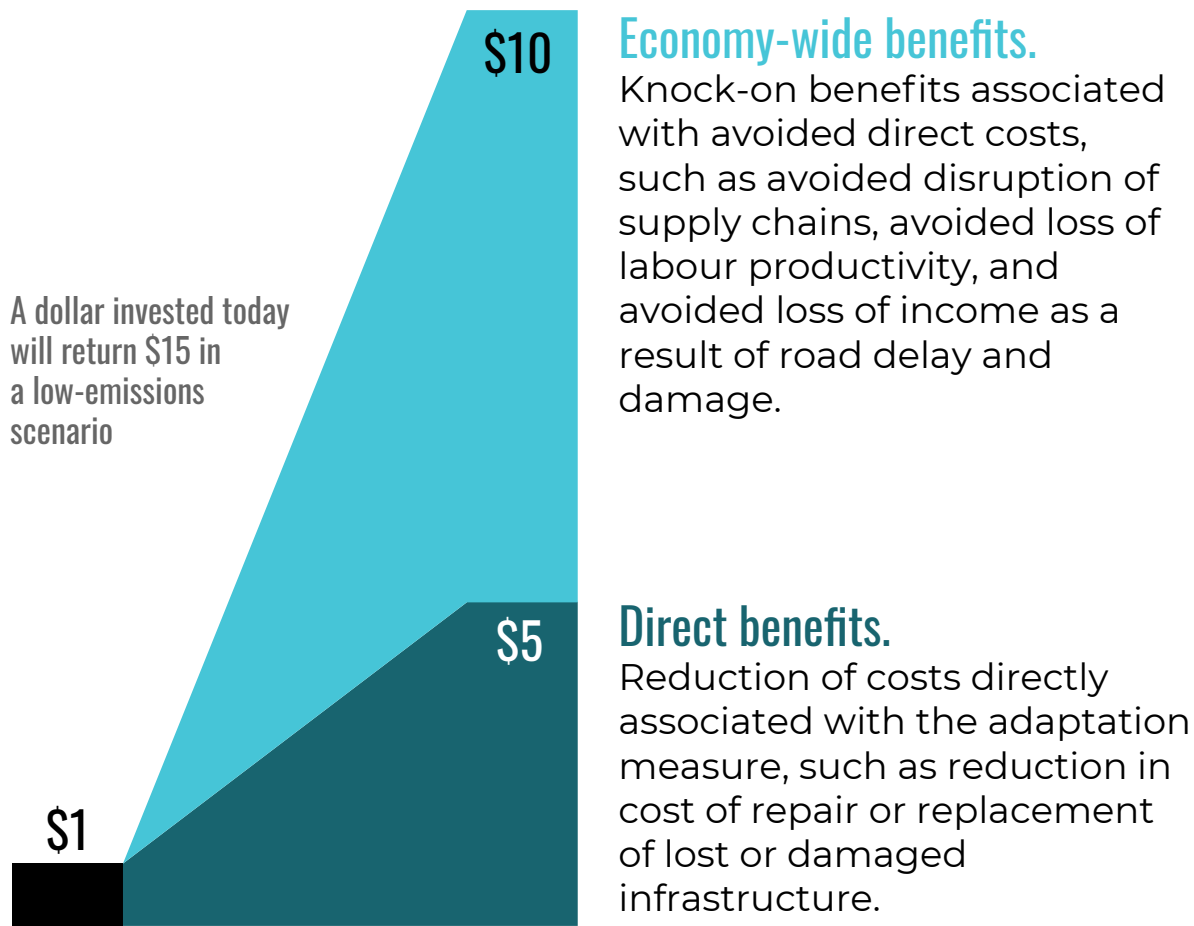 $10
Economy-wide benefits.
Knock-on benefits associated
with avoided direct costs,
such as avoided disruption of
supply chains, avoided loss of
labour productivity, and
avoided loss of income as a
result of road delay and
damage.
A dollar invested today
will return $15 in
a low-emissions
scenario
$5
Direct benefits.
Reduction of costs directly
associated with the adaptation
measure, such as reduction in
cost of repair or replacement
of lost or damaged
infrastructure.
$1